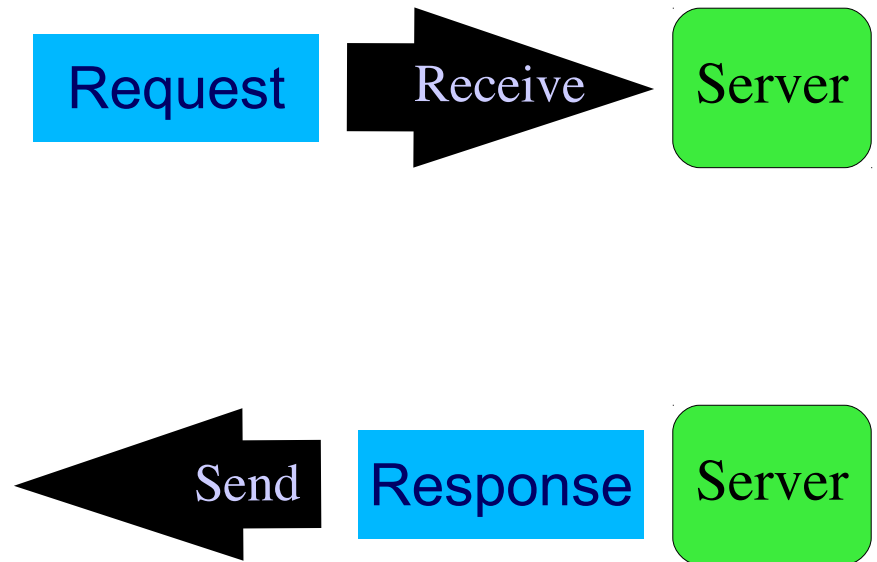 Request
Receive
Server
Send
Response
Server